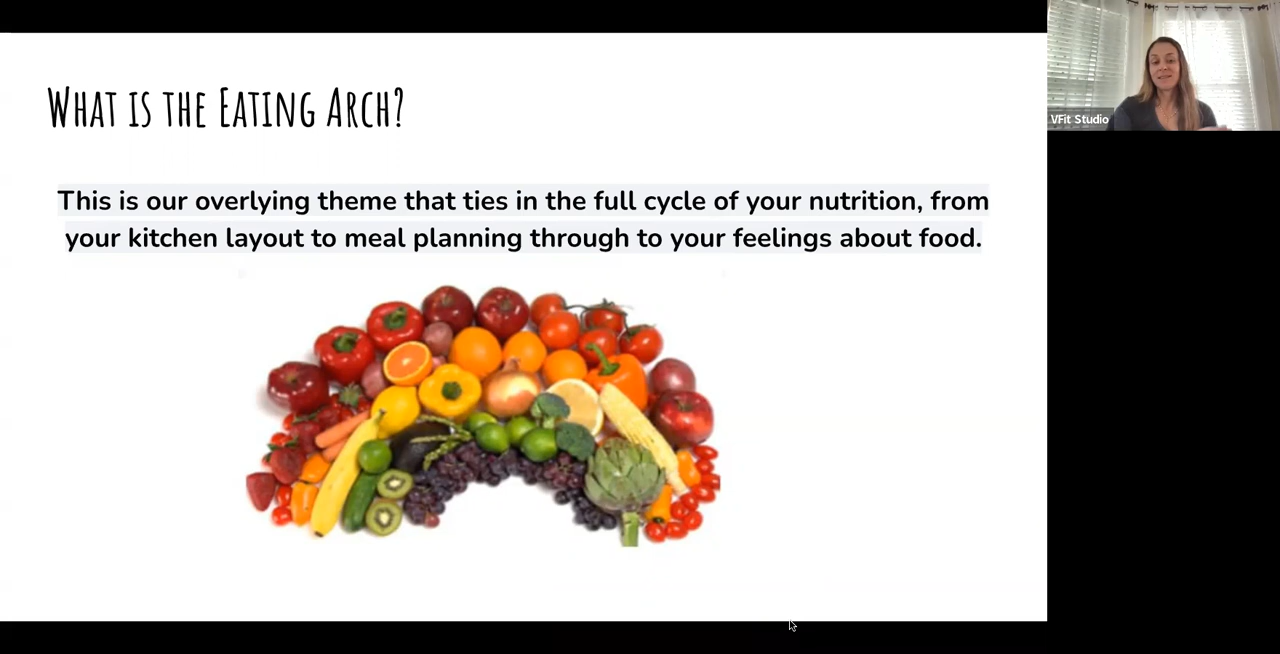 What is the Eating Arch?
This is our overlying theme that ties in the full cycle of your nutrition, from
your kitchen layout to meal planning through to your feelings about food.
VFit Studio